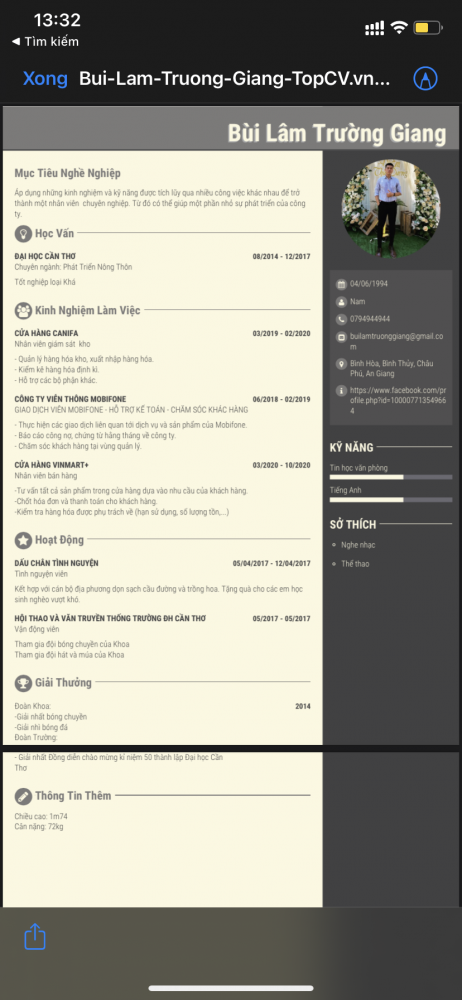 13:32
◀ Tìm kiếm
Xong
Bui-Lam-Truong-Giang-TopCV.vn...
Bùi Lâm Trường Giang
Mục Tiêu Nghề Nghiệp
Áp dụng những kinh nghiệm và kỹ năng được tích lũy qua nhiều công việc khác nhau để trở
thành một nhân viên chuyên nghiệp. Từ đó có thể giúp một phần nhỏ sự phát triển của công
ty.
Học Vấn
ĐẠI HỌC CẦN THƠ 08/2014 - 12/2017
Chuyên ngành: Phát Triển Nông Thôn
Tốt nghiệp loại Khá
Kinh Nghiệm Làm Việc
CỬA HÀNG CANIFA 03/2019 - 02/2020
Nhân viên giám sát kho
- Quản lý hàng hóa kho, xuất nhập hàng hóa.
- Kiểm kê hàng hóa định kì.
- Hỗ trợ các bộ phận khác.
CÔNG TY VIỄN THÔNG MOBIFONE 06/2018 - 02/2019
GIAO DỊCH VIÊN MOBIFONE - HỖ TRỢ KẾ TOÁN - CHĂM SÓC KHÁCH HÀNG
- Thực hiện các giao dịch liên quan tới dịch vụ và sản phẩm của Mobifone.
- Báo cáo công nợ, chứng từ hằng tháng về công ty.
- Chăm sóc khách hàng tại vùng quản lý.
CỬA HÀNG VINMART+ 03/2020 - 10/2020
Nhân viên bán hàng
-Tư vấn tất cả sản phẩm trong cửa hàng dựa vào nhu cầu của khách hàng.
-Chốt hóa đơn và thanh toán cho khách hàng.
-Kiểm tra hàng hóa được phụ trách về (hạn sử dụng, số lượng tồn,...)
Hoạt Động
DẤU CHÂN TÌNH NGUYỆN 05/04/2017 - 12/04/2017
Tình nguyện viên
Kết hợp với cán bộ địa phương dọn sạch cầu đường và trồng hoa. Tặng quà cho các em học
sinh nghèo vượt khó.
HỘI THAO VÀ VĂN TRUYỀN THỐNG TRƯỜNG ĐH CẦN THƠ 05/2017 - 05/2017
Vận động viên
Tham gia đội bóng chuyền của Khoa
Tham gia đội hát và múa của Khoa
Giải Thưởng
Đoàn Khoa: 2014
-Giải nhất bóng chuyền
-Giải nhì bóng đá
Đoàn Trường:
- Giải nhất Đồng diễn chào mừng kỉ niệm 50 thành lập Đại học Cần
Thơ
Thông Tin Thêm
Chiều cao: 1m74
Cân nặng: 72kg
04/06/1994
Nam
0794944944
builamtruonggiang@gmail.co
m
Bình Hòa, Bình Thủy, Châu
Phú, An Giang
https://www.facebook.com/pr
ofile.php?id=10000771354966
4
KỸ NĂNG
Tin học văn phòng
Tiếng Anh
SỞ THÍCH
Nghe nhạc
Thể thao